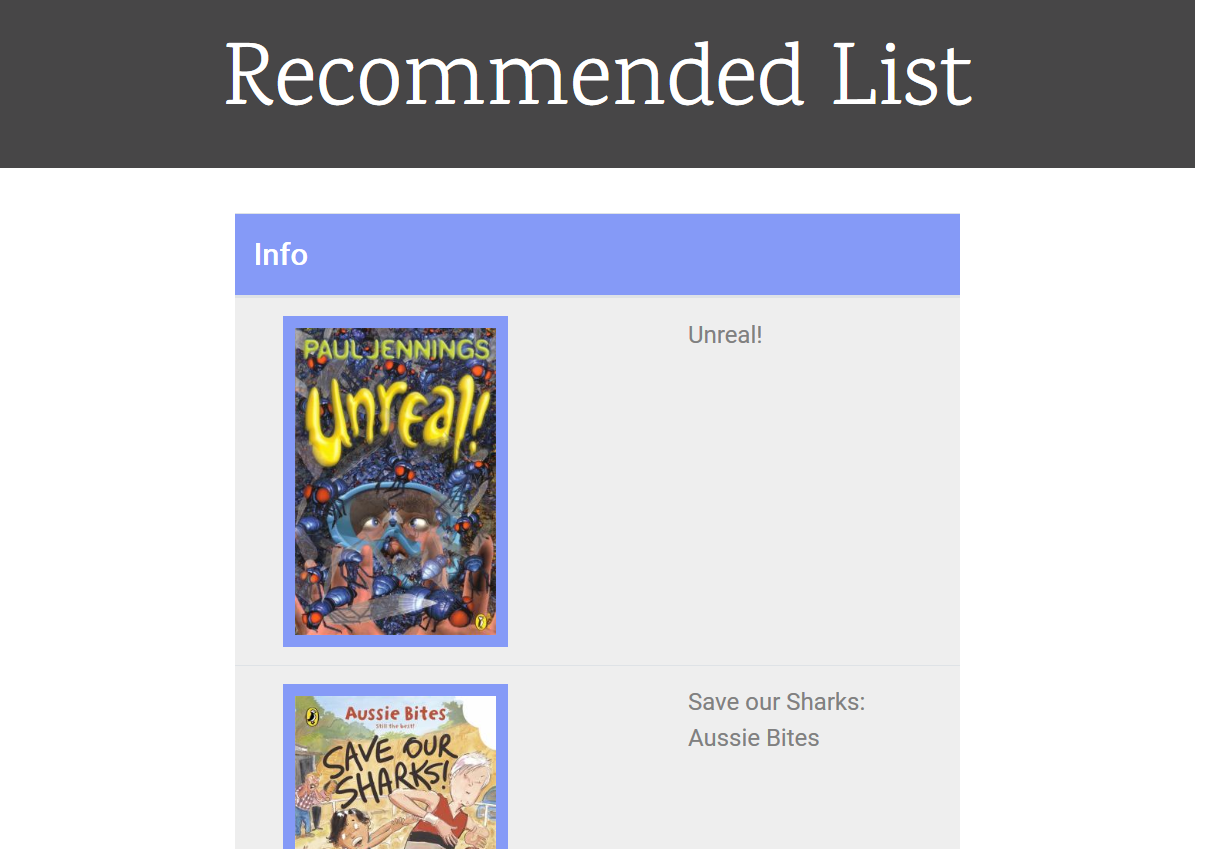 Recommended List
Info
PAUL JENNINGS
Unreal!
Unreal!
Aussie Bites
Still the best!
SAVE OUR
SHARKS!
Save our Sharks:
Aussie Bites